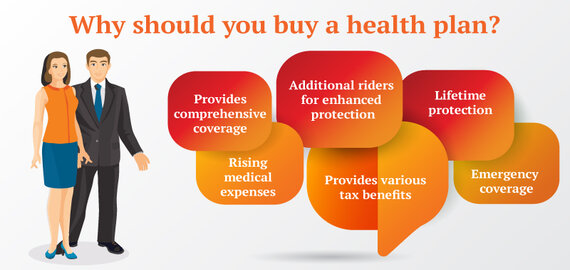 Why should you buy a health plan?
Provides
comprehensive
coverage
Additional riders
for enhanced
protection
Lifetime
protection
Rising
medical
expenses
Provides various
tax benefits
Emergency
coverage